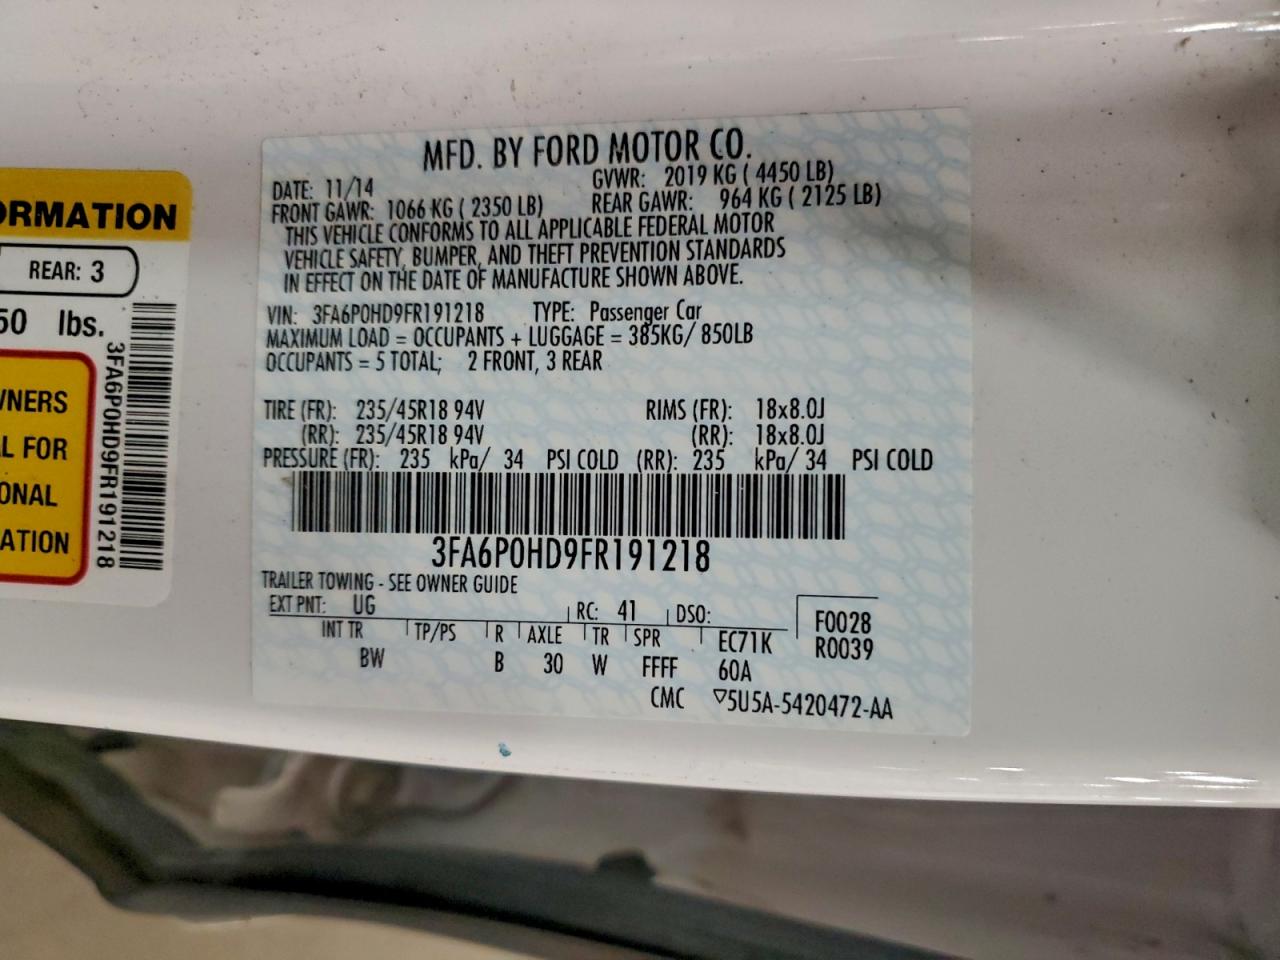 MFD. BY FORD MOTOR CO.
DATE: 11/14 GVWR: 2019 KG ( 4450 LB)
FRONT GAWR: 1066 KG ( 2350 LB) REAR GAWR: 964 KG ( 2125 LB)
THIS VEHICLE CONFORMS TO ALL APPLICABLE FEDERAL MOTOR
VEHICLE SAFETY, BUMPER, AND THEFT PREVENTION STANDARDS
IN EFFECT ON THE DATE OF MANUFACTURE SHOWN ABOVE.
VIN: 3FA6P0HD9FR191218 TYPE: Passenger Car
MAXIMUM LOAD = OCCUPANTS + LUGGAGE = 385KG/ 850LB
OCCUPANTS = 5 TOTAL; 2 FRONT, 3 REAR
TIRE (FR): 235/45R18 94V RIMS (FR): 18x8.0J
(RR): 235/45R18 94V (RR): 18x8.0J
PRESSURE (FR): 235 kPa/ 34 PSI COLD (RR): 235 kPa/ 34 PSI COLD
3FA6P0HD9FR191218
TRAILER TOWING - SEE OWNER GUIDE
EXT PNT: UG RC: 41 DSO: F0028
R0039
INT TR TP/PS R AXLE TR SPR EC71K
BW B 30 W FFFF 60A
CMC ▽5U5A-5420472-AA
ORMATION
REAR: 3
50 lbs.
3FA6P0HD9FR191218
WNERS
AL FOR
ONAL
ATION